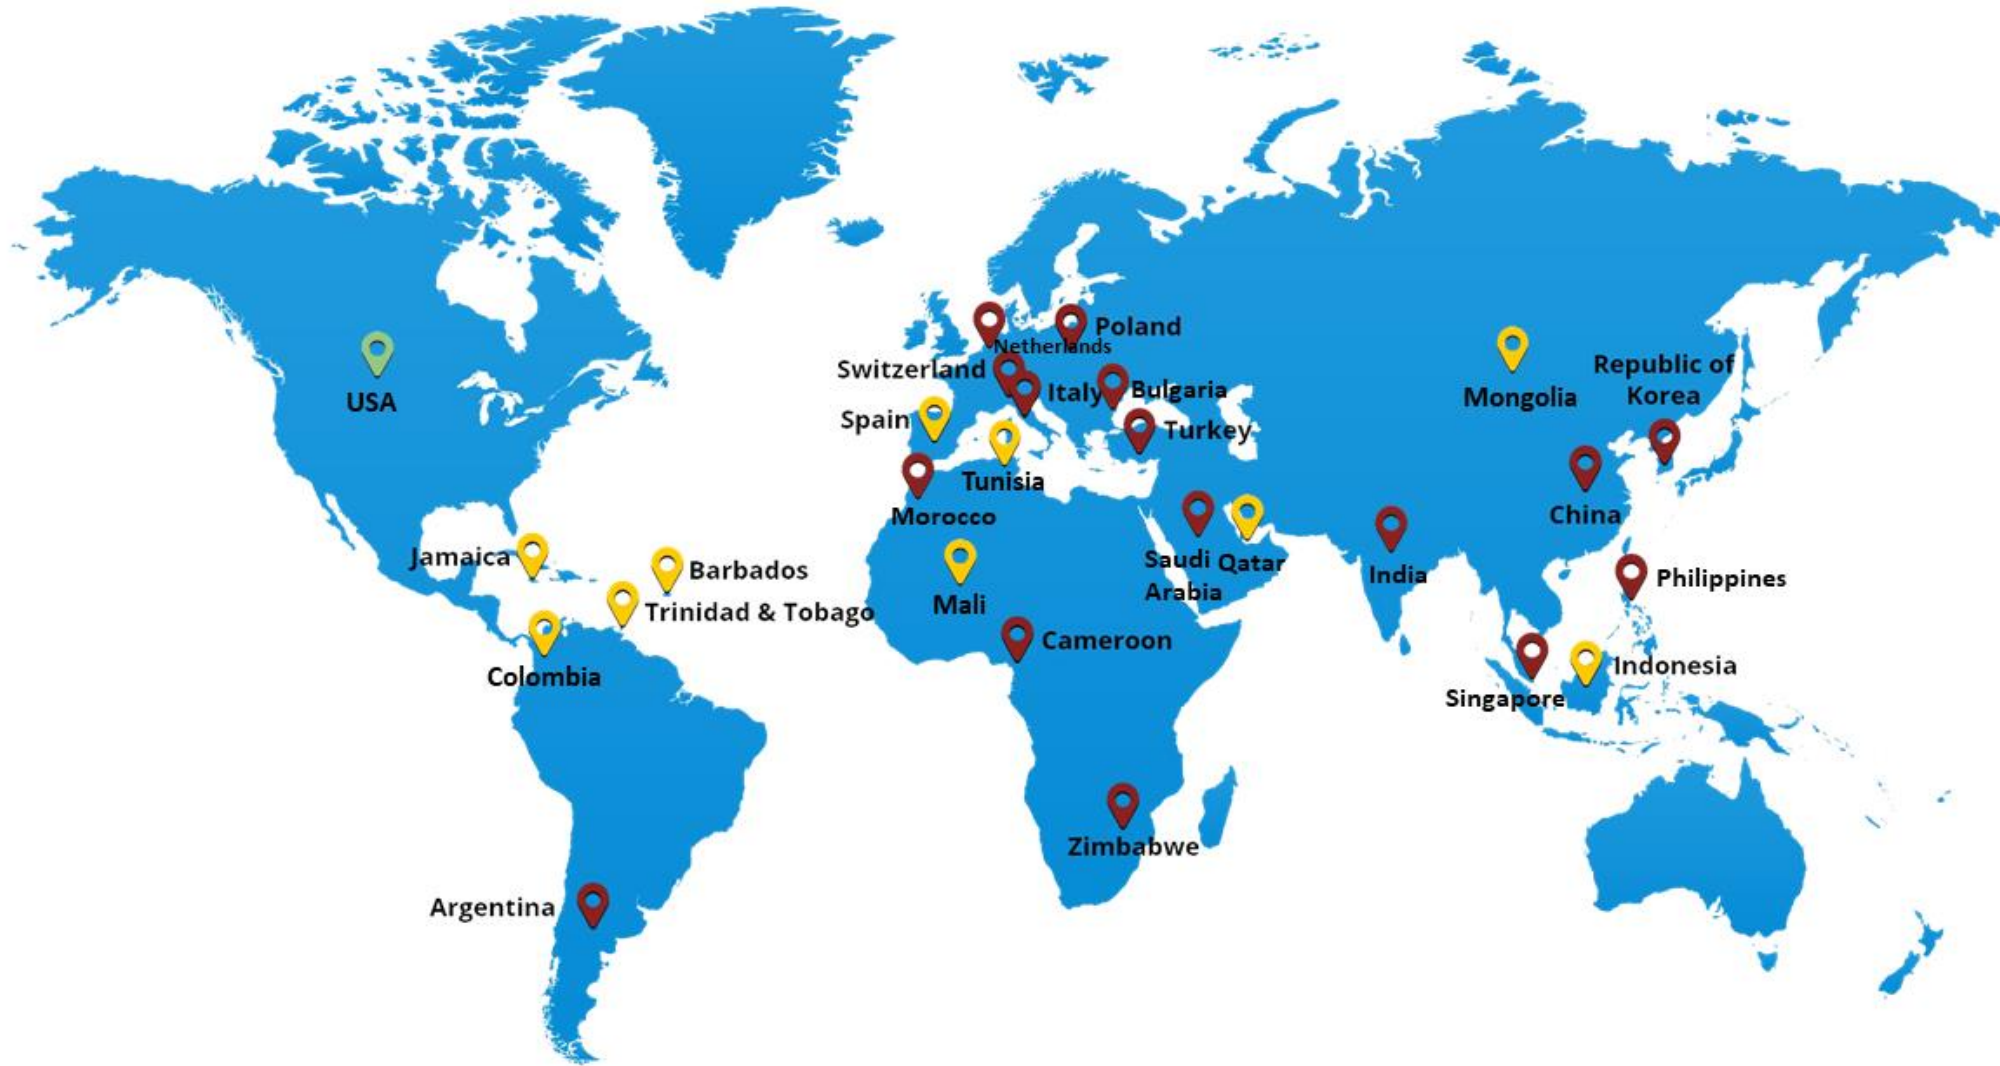 Poland
Netherlands
Switzerland
Republic of
Korea
USA
Italy
Bulgaria
Mongolia
Spain
Turkey
Tunisia
Morocco
China
Jamaica
Barbados
Saudi
Arabia
Qatar
India
Philippines
Mali
Trinidad & Tobago
Cameroon
Colombia
Indonesia
Singapore
Zimbabwe
Argentina